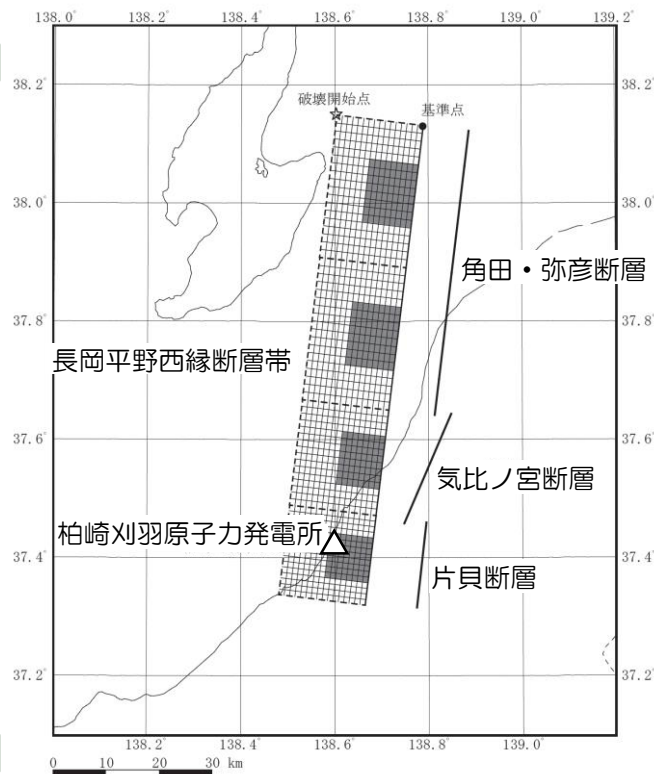 138.0° 138.2° 138.4° 138.6° 138.8° 139.0° 139.2°
38.2° 38.2°
破壊開始点
基準点
38.0° 38.0°
角田・弥彦断層
37.8° 37.8°
長岡平野西縁断層帯
37.6° 37.6°
気比ノ宮断層
柏崎刈羽原子力発電所
37.4° 37.4°
片貝断層
37.2° 37.2°
138.2° 138.4° 138.6° 138.8° 139.0°
0 10 20 30 km